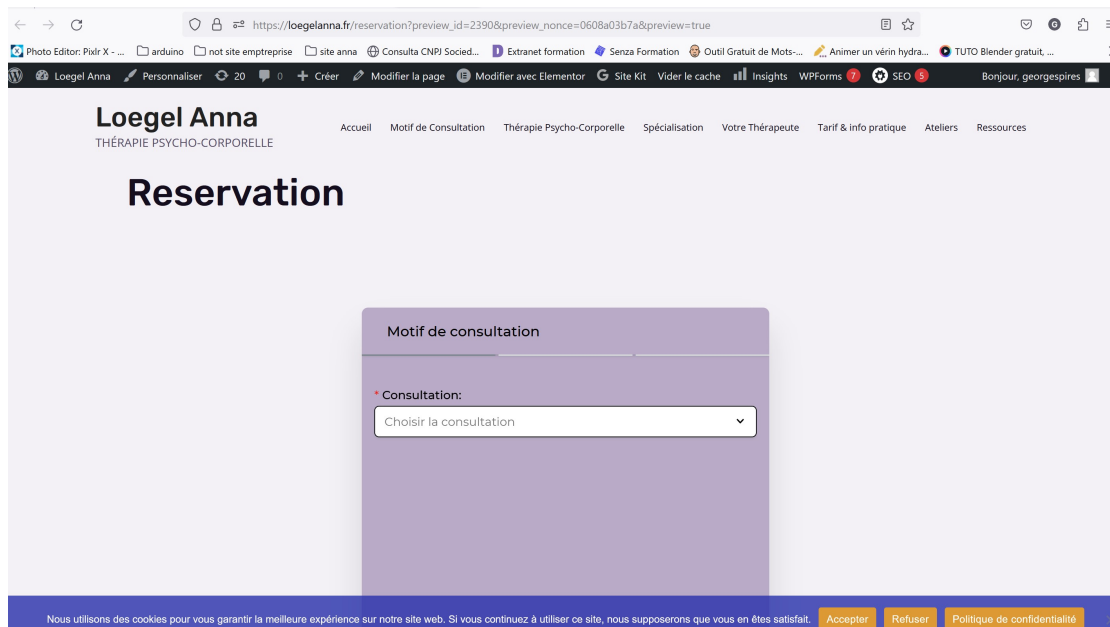 https://loegelanna.fr/reservation?preview_id=2390&preview_nonce=0608a03b7a&preview=true
G
Photo Editor: Pixlr X - ... arduino not site emptreprise site anna Consulta CNPJ Socied... D Extranet formation Senza Formation Outil Gratuit de Mots-... Animer un vérin hydra... TUTO Blender gratuit, ...
Loegel Anna Personnaliser 20 0 + Créer Modifier la page Modifier avec Elementor G Site Kit Vider le cache Insights WPForms 7 SEO 5 Bonjour, georgespires
Loegel Anna
THÉRAPIE PSYCHO-CORPORELLE
Accueil Motif de Consultation Thérapie Psycho-Corporelle Spécialisation Votre Thérapeute Tarif & info pratique Ateliers Ressources
Reservation
Motif de consultation
* Consultation:
Choisir la consultation
Nous utilisons des cookies pour vous garantir la meilleure expérience sur notre site web. Si vous continuez à utiliser ce site, nous supposerons que vous en êtes satisfait. Accepter Refuser Politique de confidentialité